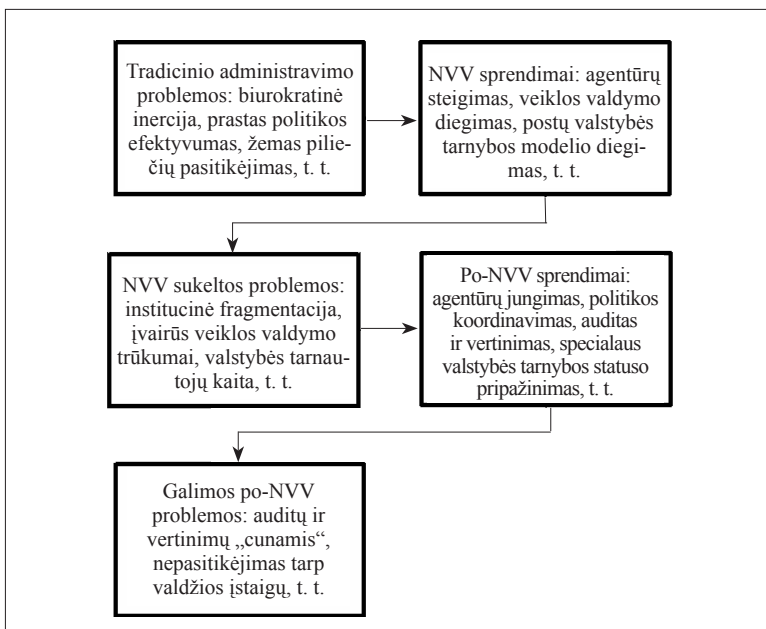 Tradicinio administravimo
problemos: biurokratinė
inercija, prastas politikos
efektyvumas, žemas pilie-
čių pasitikėjimas, t. t.
NVV sprendimai: agentūrų
steigimas, veiklos valdymo
diegimas, postų valstybės
tarnybos modelio diegi-
mas, t. t.
NVV sukeltos problemos:
institucinė fragmentacija,
įvairūs veiklos valdymo
trūkumai, valstybės tarnau-
tojų kaita, t. t.
Po-NVV sprendimai:
agentūrų jungimas, politikos
koordinavimas, auditas
ir vertinimas, specialaus
valstybės tarnybos statuso
pripažinimas, t. t.
Galimos po-NVV
problemos: auditų ir
vertinimų „cunamis“,
nepasitikėjimas tarp
valdžios įstaigų, t. t.